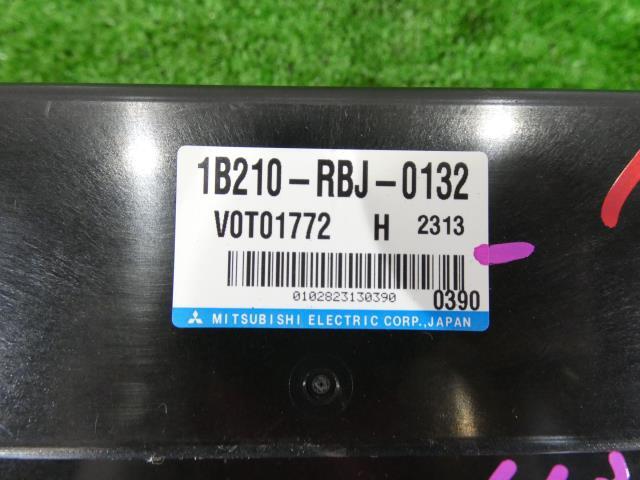 1B210-RBJ-0132
V0T01772 H 2313
0102823130390 0390
MITSUBISHI ELECTRIC CORP.,JAPAN